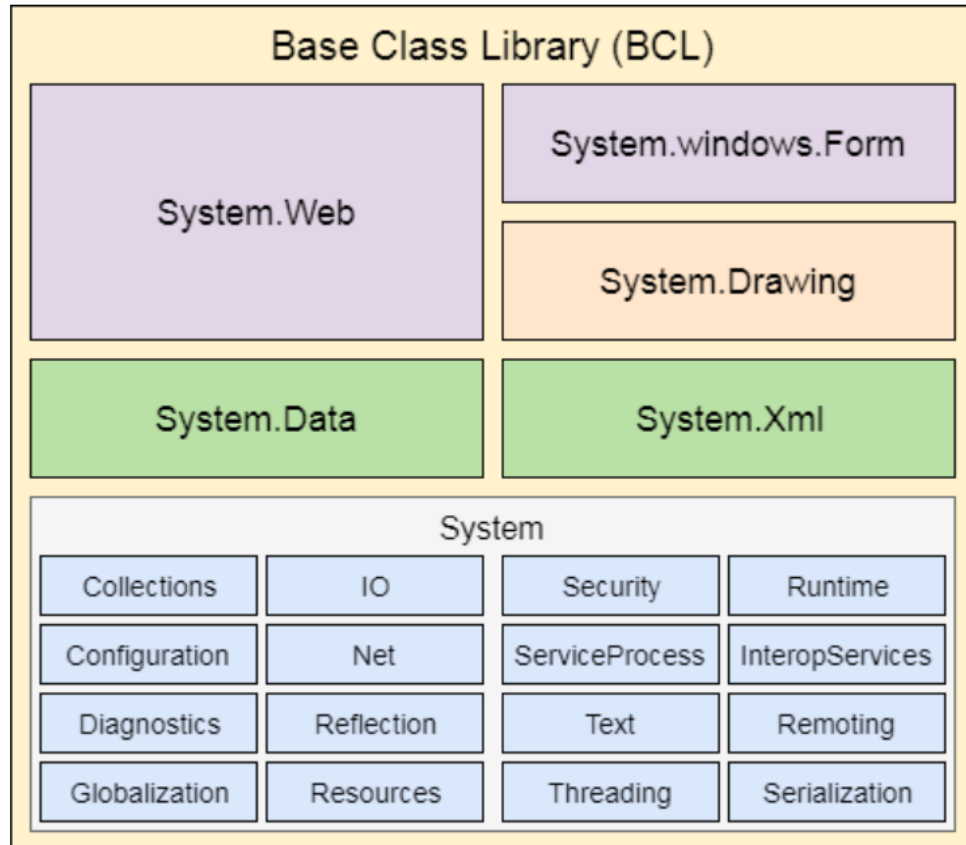 Base Class Library (BCL)
System.Web
System.windows.Form
System.Drawing
System.Data
System.Xml
System
Collections
IO
Security
Runtime
Configuration
Net
ServiceProcess
InteropServices
Diagnostics
Reflection
Text
Remoting
Globalization
Resources
Threading
Serialization